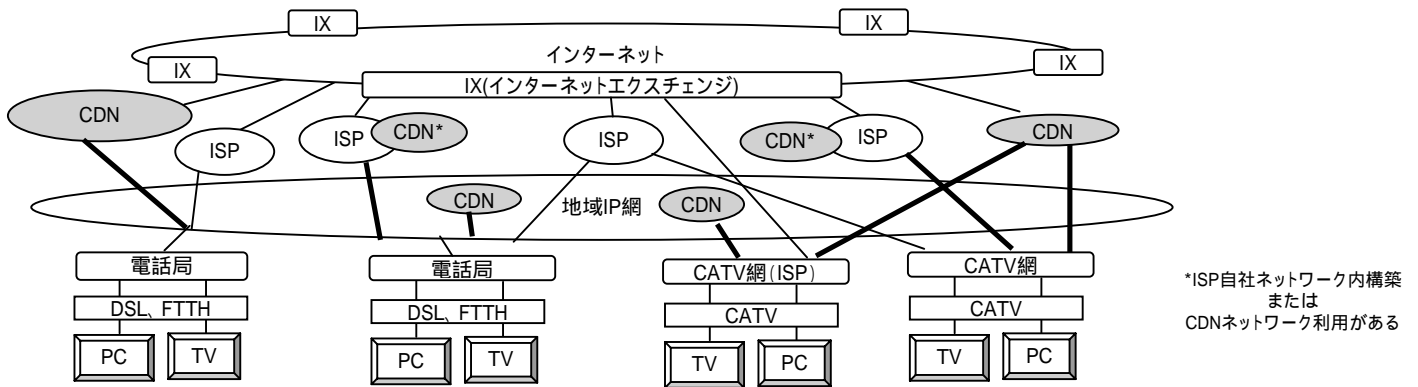 IX
IX
インターネット
IX
IX
IX(インターネットエクスチェンジ)
CDN
ISP
ISP
CDN*
ISP
CDN*
ISP
CDN
CDN
地域IP網
CDN
電話局
電話局
CATV網(ISP)
CATV網
DSL、FTTH
DSL、FTTH
CATV
CATV
PC
TV
PC
TV
TV
PC
TV
PC
*ISP自社ネットワーク内構築
または
CDNネットワーク利用がある